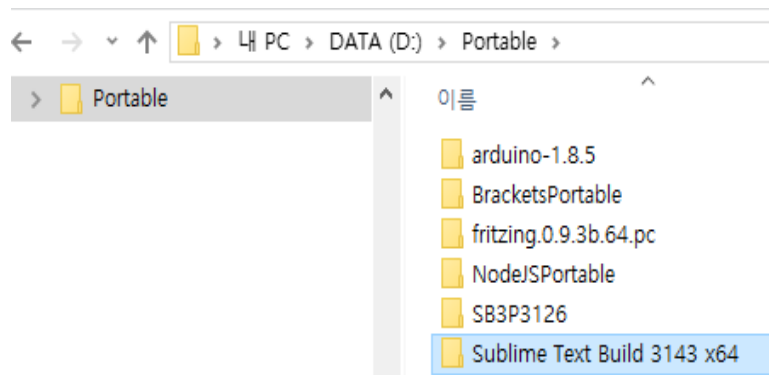 내 PC > DATA (D:) > Portable >
Portable
이름
arduino-1.8.5
BracketsPortable
fritzing.0.9.3b.64.pc
NodeJSPortable
SB3P3126
Sublime Text Build 3143 x64